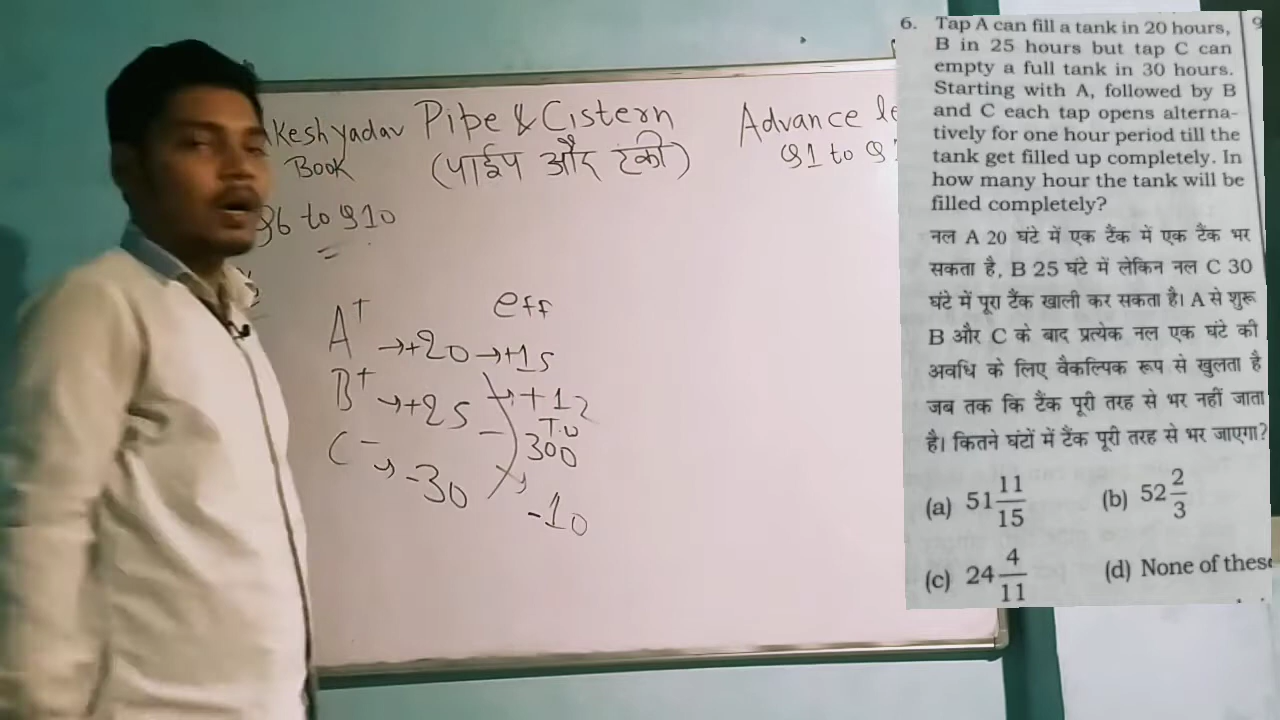 Kesh yadav
Book
Pipe & Cistern
(पाईप और टंकी)
Advance le
Q1 to Q
Q6 to Q10
eff
A+ → +20 → +15
B+ → +25 → +12
T.U
300
C- → -30 → -10
6. Tap A can fill a tank in 20 hours,
B in 25 hours but tap C can
empty a full tank in 30 hours.
Starting with A, followed by B
and C each tap opens alterna-
tively for one hour period till the
tank get filled up completely. In
how many hour the tank will be
filled completely?
नल A 20 घंटे में एक टैंक में एक टैंक भर
सकता है, B 25 घंटे में लेकिन नल C 30
घंटे में पूरा टैंक खाली कर सकता है। A से शुरू
B और C के बाद प्रत्येक नल एक घंटे की
अवधि के लिए वैकल्पिक रूप से खुलता है
जब तक कि टैंक पूरी तरह से भर नहीं जाता
है। कितने घंटों में टैंक पूरी तरह से भर जाएगा?
(a) 51 11/15 (b) 52 2/3
(c) 24 4/11 (d) None of these
9